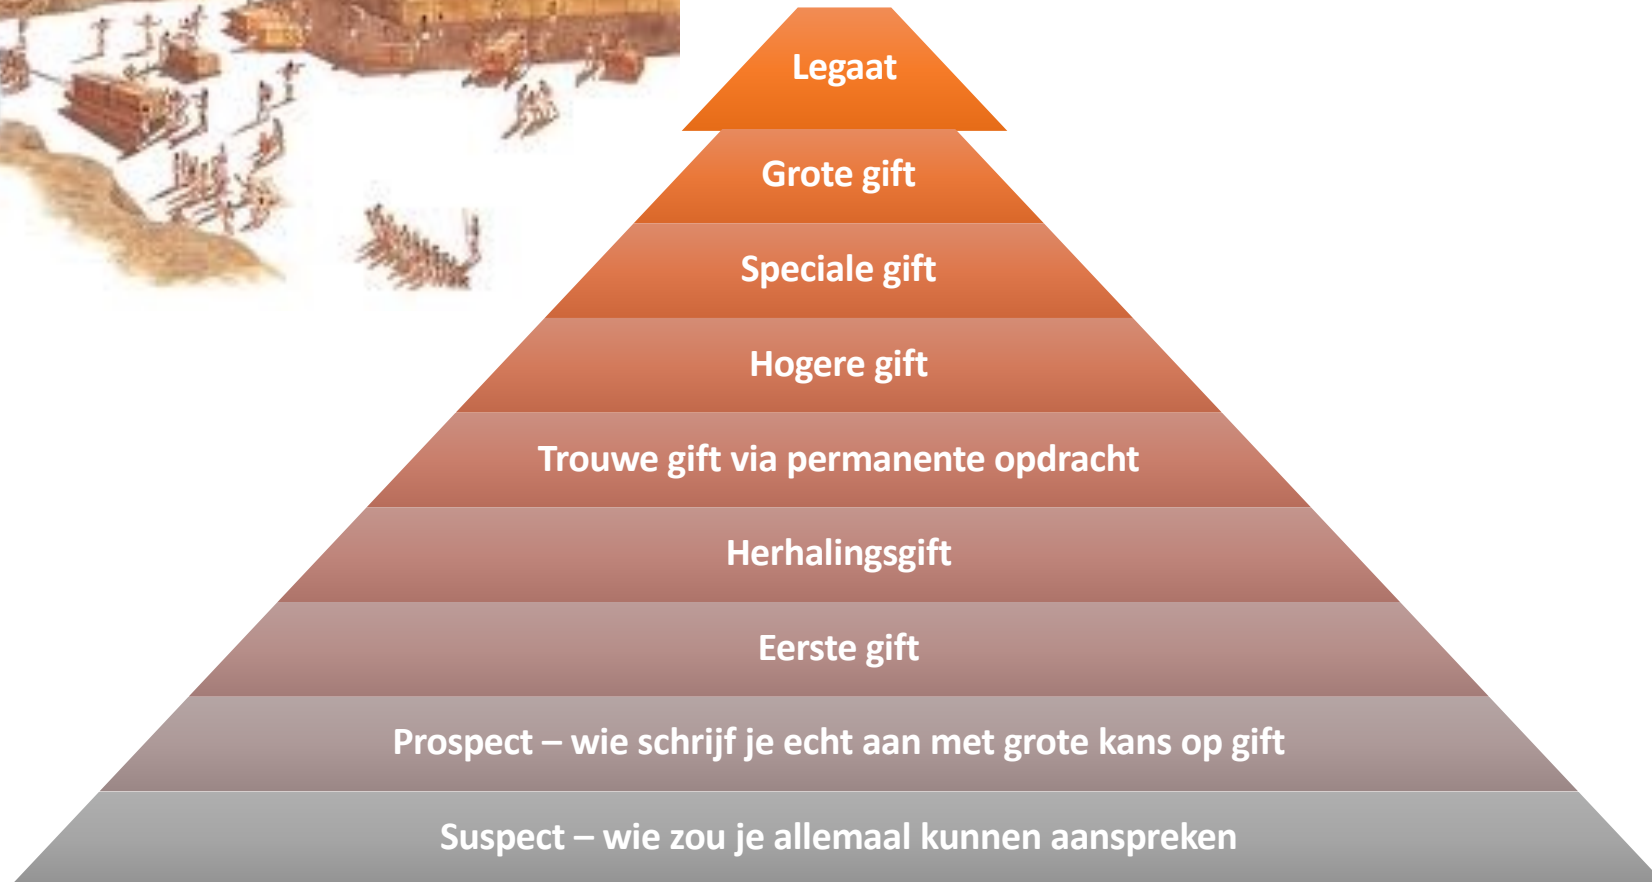 Legaat
Grote gift
Speciale gift
Hogere gift
Trouwe gift via permanente opdracht
Herhalingsgift
Eerste gift
Prospect – wie schrijf je echt aan met grote kans op gift
Suspect – wie zou je allemaal kunnen aanspreken